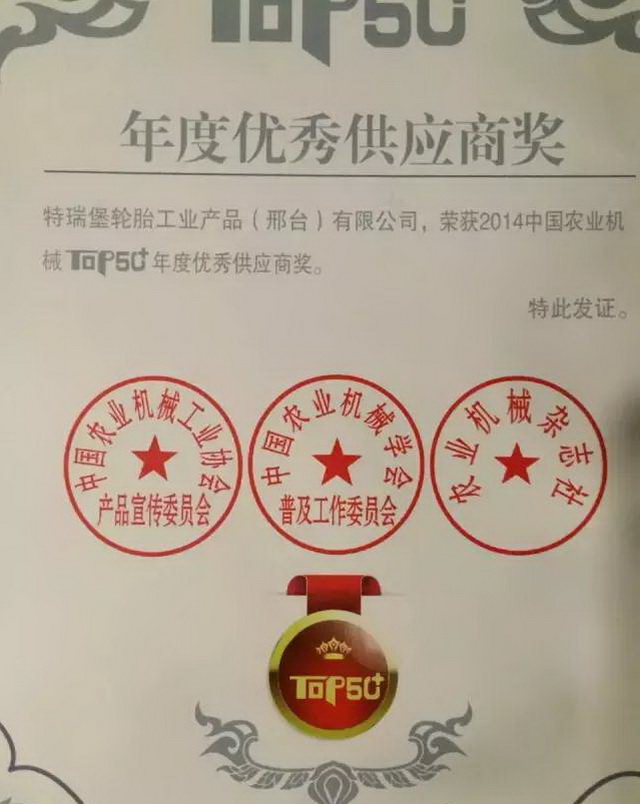 TOP50+
年度优秀供应商奖
特瑞堡轮胎工业产品（邢台）有限公司，荣获2014中国农业机
械TOP50+年度优秀供应商奖。
特此发证。
中国农业机械工业协会
产品宣传委员会
中国农业机械学会
普及工作委员会
农业机械杂志社
TOP50+